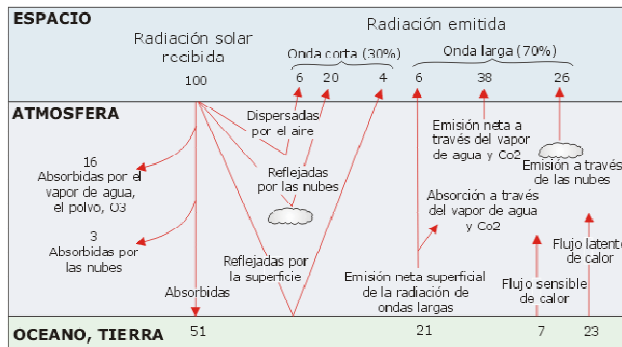 ESPACIO
Radiación emitida
Radiación solar
recibida
Onda corta (30%)
Onda larga (70%)
100
6
20
4
6
38
26
ATMOSFERA
Dispersadas
por el aire
Emisión neta a
través del vapor
de agua y Co2
16
Absorbidas por el
vapor de agua,
el polvo, O3
Reflejadas
por las nubes
Emisión a través
de las nubes
Absorción a través
del vapor de agua
y Co2
3
Absorbidas por
las nubes
Reflejadas por
la superficie
Flujo latente
de calor
Emisión neta superficial
de la radiación de
ondas largas
Flujo sensible
de calor
Absorbidas
OCEANO, TIERRA
51
21
7
23